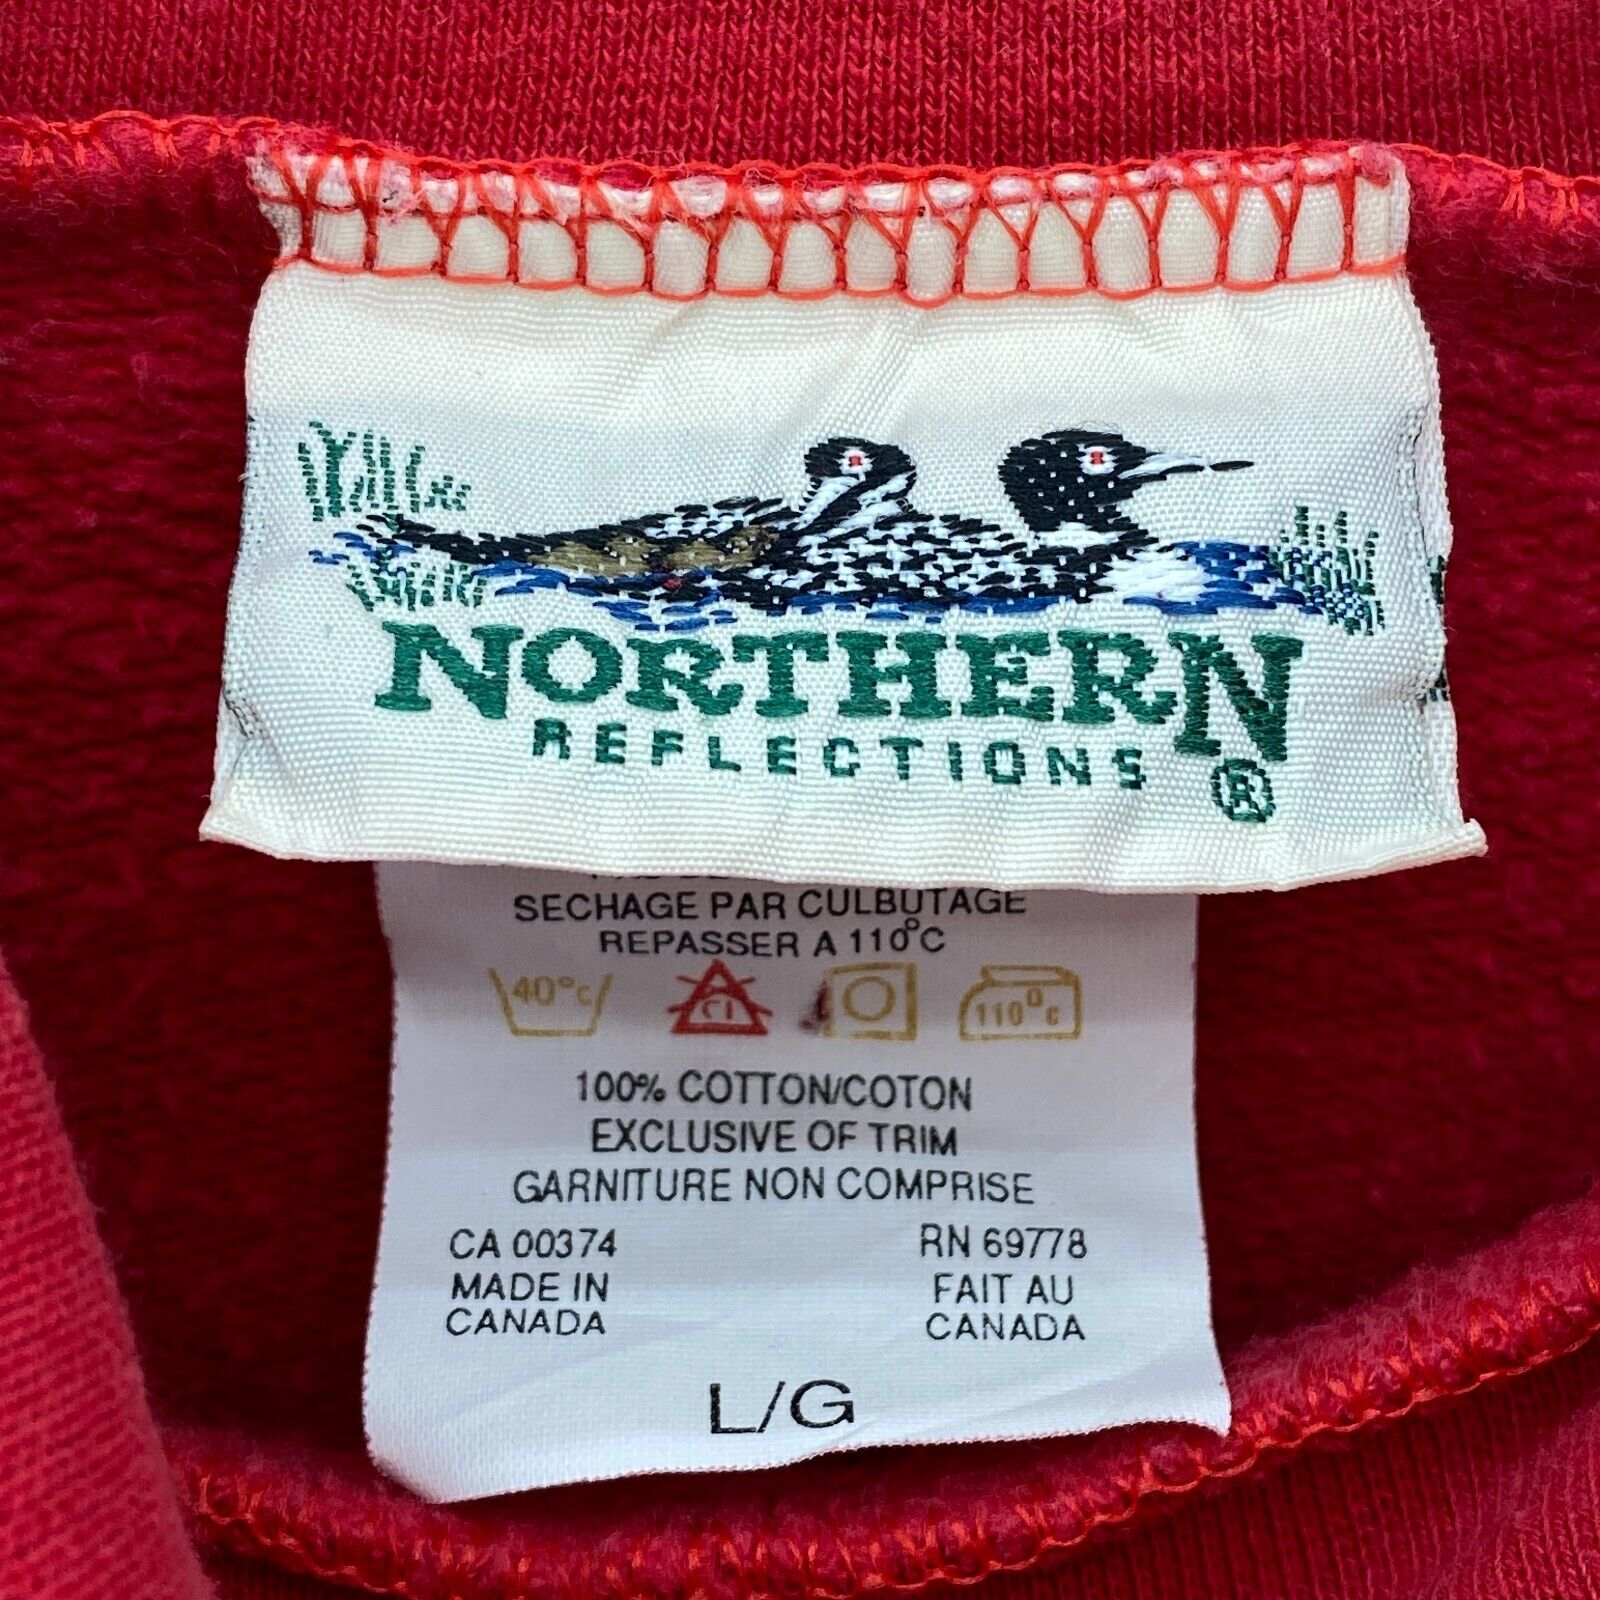 NORTHERN
REFLECTIONS ®
SECHAGE PAR CULBUTAGE
REPASSER A 110°C
40°C CL 110°C
100% COTTON/COTON
EXCLUSIVE OF TRIM
GARNITURE NON COMPRISE
CA 00374 RN 69778
MADE IN FAIT AU
CANADA CANADA
L/G